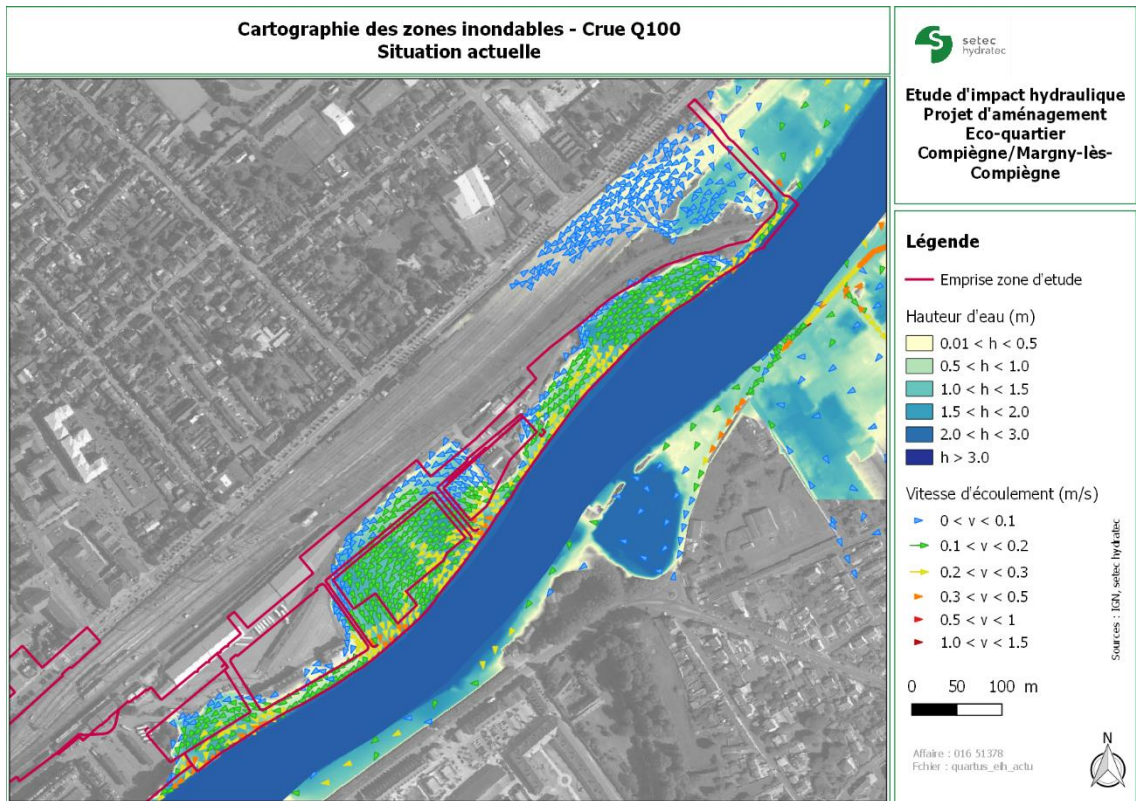 Cartographie des zones inondables - Crue Q100
Situation actuelle
setec
hydratec
Etude d'impact hydraulique
Projet d'aménagement
Eco-quartier
Compiègne/Margny-lès-
Compiègne
Légende
Emprise zone d'etude
Hauteur d'eau (m)
0.01 < h < 0.5
0.5 < h < 1.0
1.0 < h < 1.5
1.5 < h < 2.0
2.0 < h < 3.0
h > 3.0
Vitesse d'écoulement (m/s)
0 < v < 0.1
0.1 < v < 0.2
0.2 < v < 0.3
0.3 < v < 0.5
0.5 < v < 1
1.0 < v < 1.5
Sources : IGN, setec hydratec
0 50 100 m
Affaire : 016 51378
Fchier : quartus_eih_actu
N